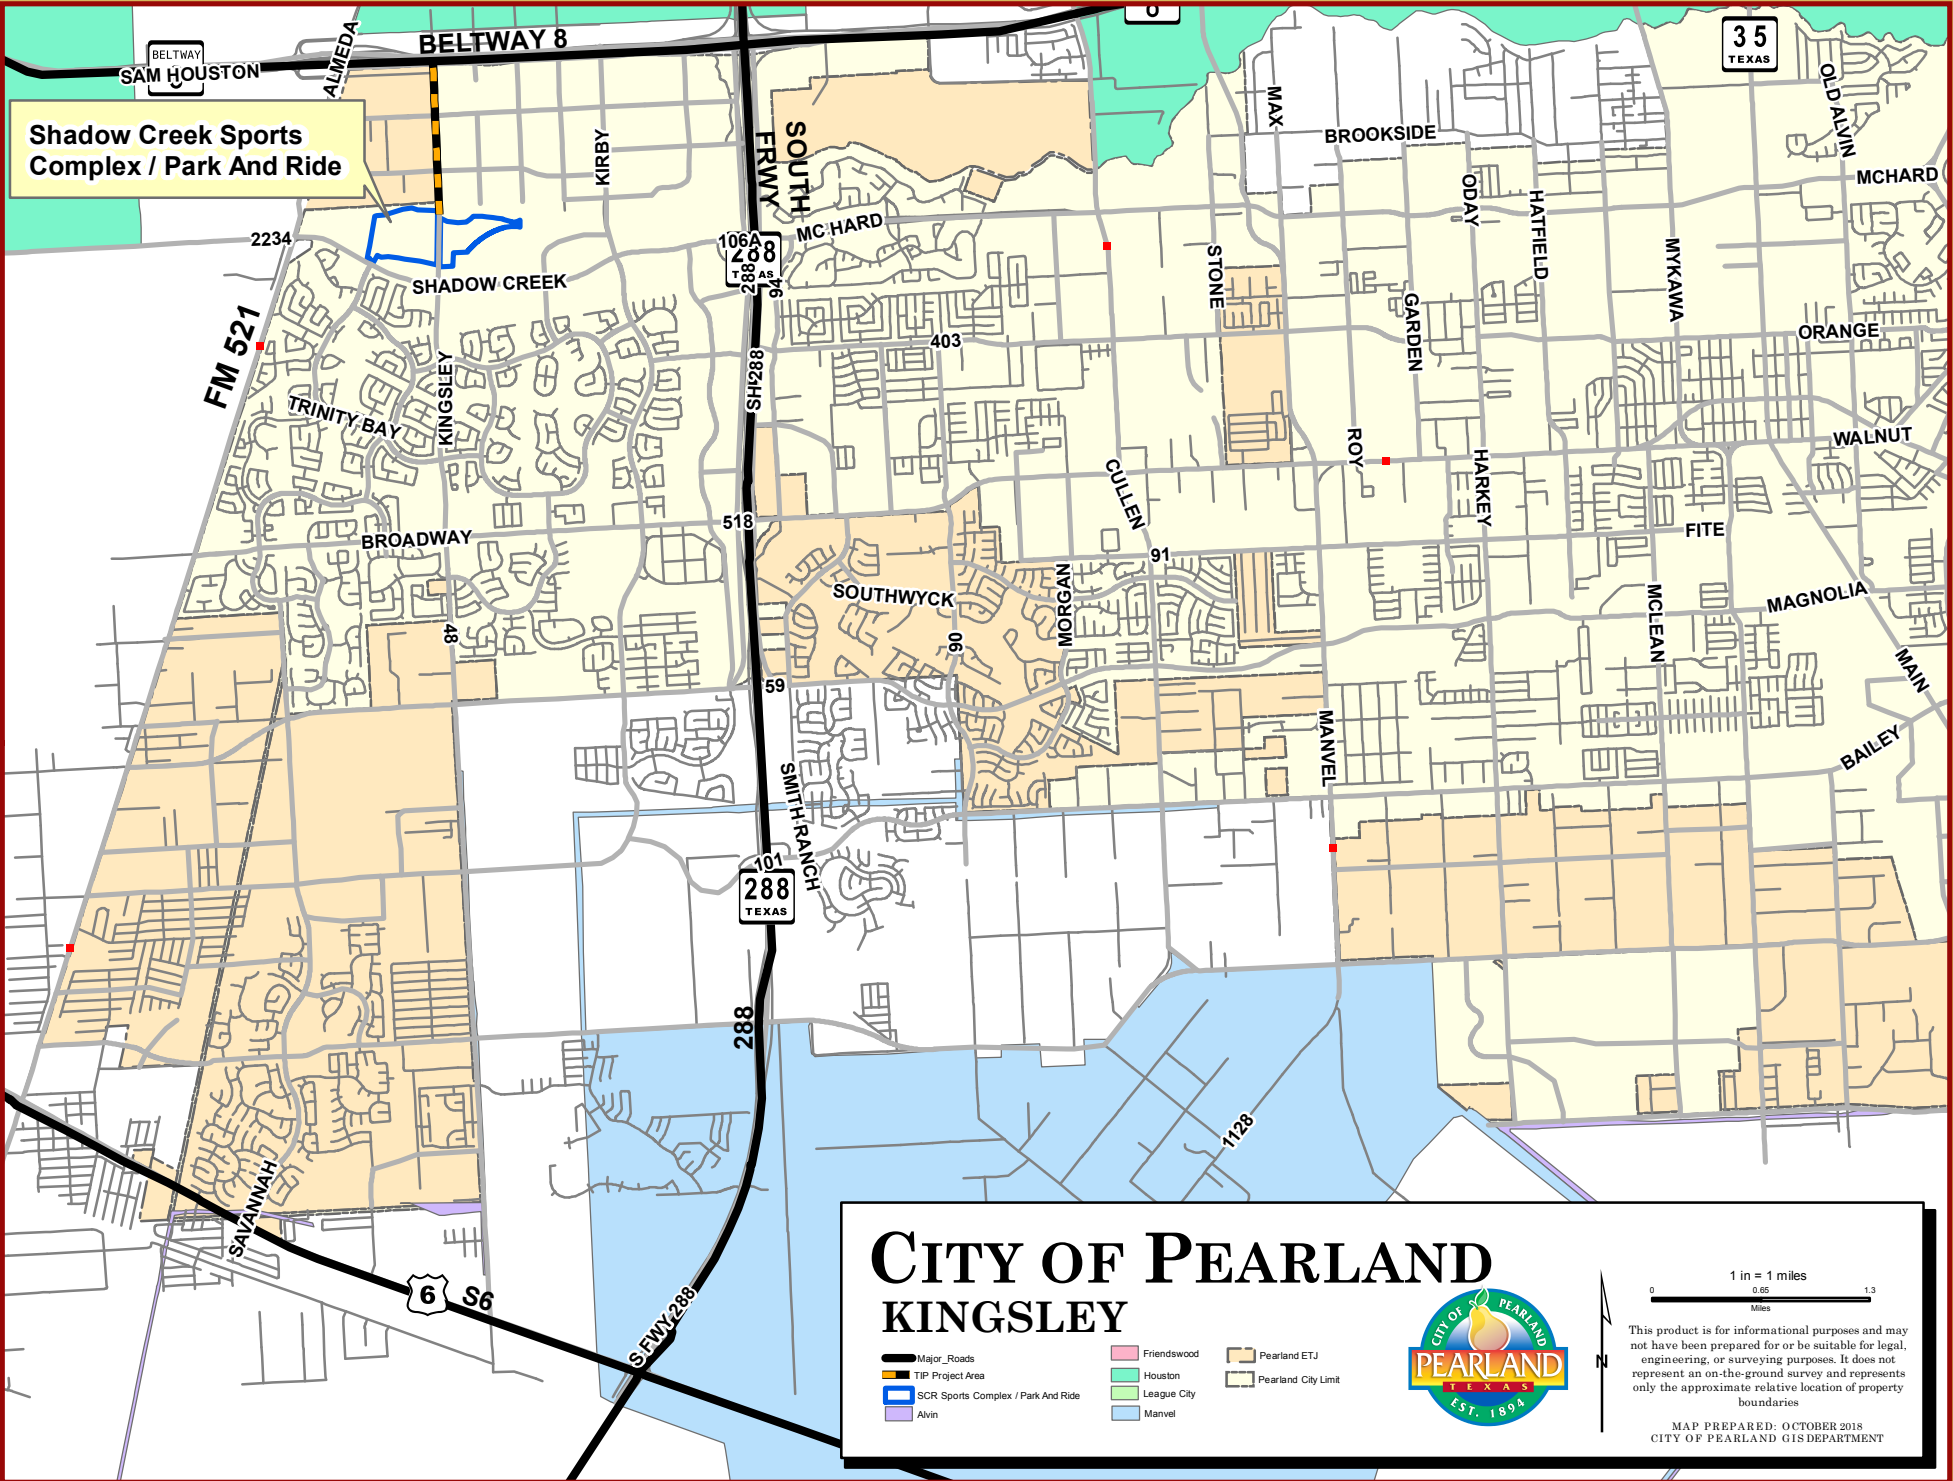 BELTWAY 8
BELTWAY
SAM HOUSTON
ALMEDA
35
TEXAS
OLD ALVIN
MAX
BROOKSIDE
Shadow Creek Sports
Complex / Park And Ride
KIRBY
SOUTH
FRWY
MCHARD
ODAY
HATFIELD
2234
MC HARD
106A
288
TEXAS
288
94
STONE
MYKAWA
SHADOW CREEK
GARDEN
FM 521
403
ORANGE
KINGSLEY
SH 288
TRINITY BAY
ROY
WALNUT
CULLEN
HARKEY
518
BROADWAY
FITE
91
SOUTHWYCK
MORGAN
MCLEAN
MAGNOLIA
48
90
59
MAIN
MANVEL
BAILEY
SMITH RANCH
101
288
TEXAS
288
1128
SAVANNAH
6
S6
S FWY 288
CITY OF PEARLAND
KINGSLEY
Major_Roads
TIP Project Area
SCR Sports Complex / Park And Ride
Alvin
Friendswood
Houston
League City
Manvel
Pearland ETJ
Pearland City Limit
CITY OF PEARLAND
PEARLAND
TEXAS
EST. 1894
N
1 in = 1 miles
0 0.65 1.3
Miles
This product is for informational purposes and may
not have been prepared for or be suitable for legal,
engineering, or surveying purposes. It does not
represent an on-the-ground survey and represents
only the approximate relative location of property
boundaries
MAP PREPARED: OCTOBER 2018
CITY OF PEARLAND GIS DEPARTMENT